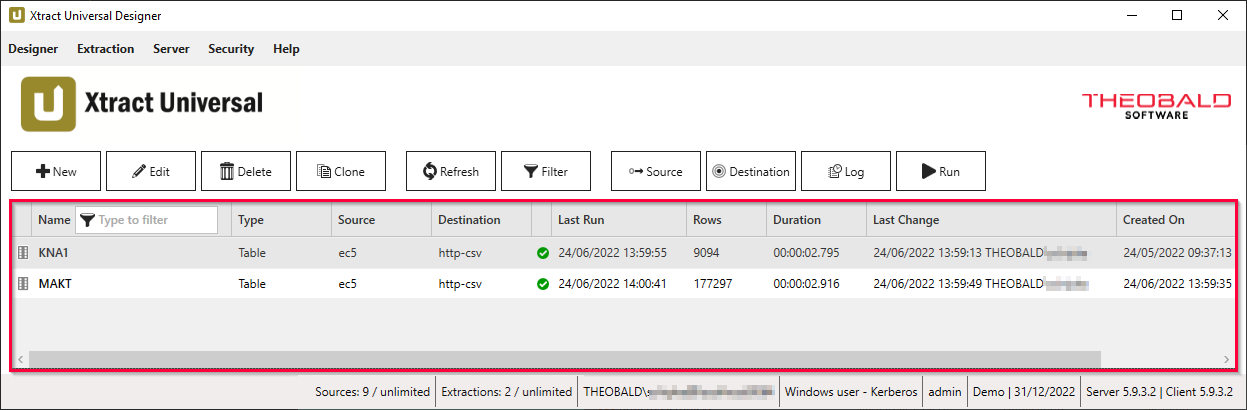 Xtract Universal Designer
Designer Extraction Server Security Help
Xtract Universal
THEOBALD
SOFTWARE
New Edit Delete Clone Refresh Filter Source Destination Log Run
Name Type to filter Type Source Destination Last Run Rows Duration Last Change Created On
KNA1 Table ec5 http-csv 24/06/2022 13:59:55 9094 00:00:02.795 24/06/2022 13:59:13 THEOBALD\ 24/05/2022 09:37:13
MAKT Table ec5 http-csv 24/06/2022 14:00:41 177297 00:00:02.916 24/06/2022 13:59:49 THEOBALD\ 24/06/2022 13:59:35
Sources: 9 / unlimited Extractions: 2 / unlimited THEOBALD\ Windows user - Kerberos admin Demo | 31/12/2022 Server 5.9.3.2 | Client 5.9.3.2